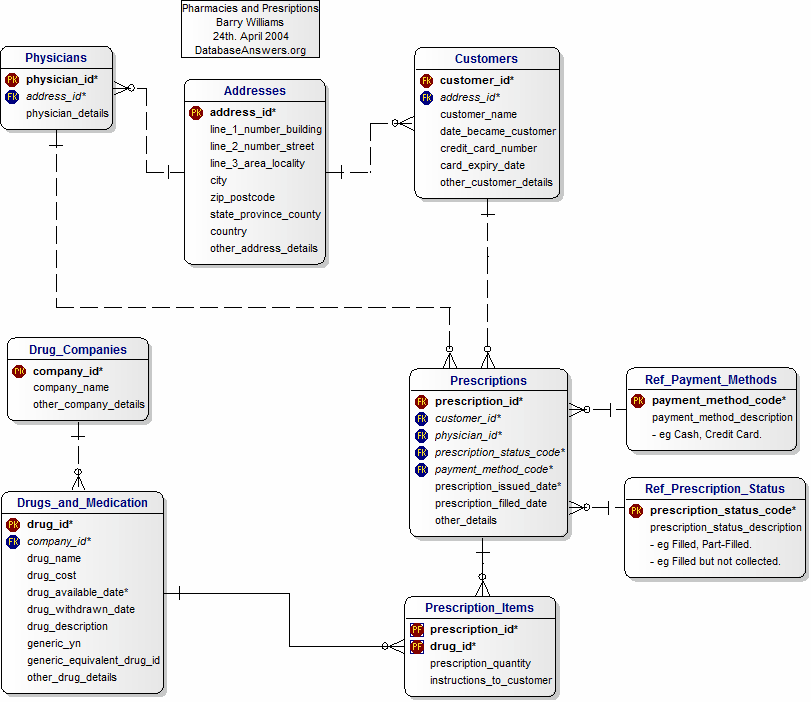 Pharmacies and Presriptions
Barry Williams
24th. April 2004
DatabaseAnswers.org
Physicians
PK physician_id*
FK address_id*
physician_details
Addresses
PK address_id*
line_1_number_building
line_2_number_street
line_3_area_locality
city
zip_postcode
state_province_county
country
other_address_details
Customers
PK customer_id*
FK address_id*
customer_name
date_became_customer
credit_card_number
card_expiry_date
other_customer_details
Drug_Companies
PK company_id*
company_name
other_company_details
Prescriptions
PK prescription_id*
FK customer_id*
FK physician_id*
FK prescription_status_code*
FK payment_method_code*
prescription_issued_date*
prescription_filled_date
other_details
Ref_Payment_Methods
PK payment_method_code*
payment_method_description
- eg Cash, Credit Card.
Ref_Prescription_Status
PK prescription_status_code*
prescription_status_description
- eg Filled, Part-Filled.
- eg Filled but not collected.
Drugs_and_Medication
PK drug_id*
FK company_id*
drug_name
drug_cost
drug_available_date*
drug_withdrawn_date
drug_description
generic_yn
generic_equivalent_drug_id
other_drug_details
Prescription_Items
PF prescription_id*
PF drug_id*
prescription_quantity
instructions_to_customer